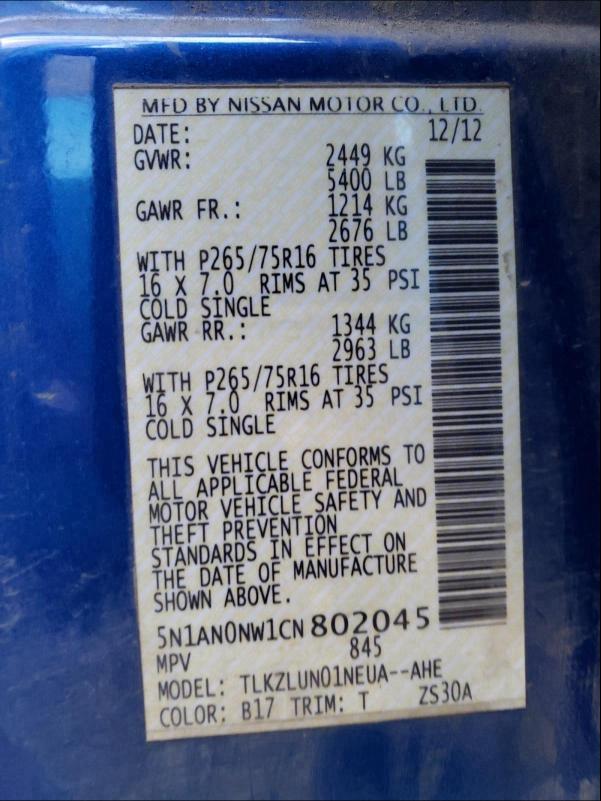 MFD BY NISSAN MOTOR CO., LTD.
DATE: 12/12
GVWR: 2449 KG
5400 LB
GAWR FR.: 1214 KG
2676 LB
WITH P265/75R16 TIRES
16 X 7.0 RIMS AT 35 PSI
COLD SINGLE
GAWR RR.: 1344 KG
2963 LB
WITH P265/75R16 TIRES
16 X 7.0 RIMS AT 35 PSI
COLD SINGLE
THIS VEHICLE CONFORMS TO
ALL APPLICABLE FEDERAL
MOTOR VEHICLE SAFETY AND
THEFT PREVENTION
STANDARDS IN EFFECT ON
THE DATE OF MANUFACTURE
SHOWN ABOVE.
5N1AN0NW1CN 802045
MPV 845
MODEL: TLKZLUN01NEUA--AHE
COLOR: B17 TRIM: T ZS30A